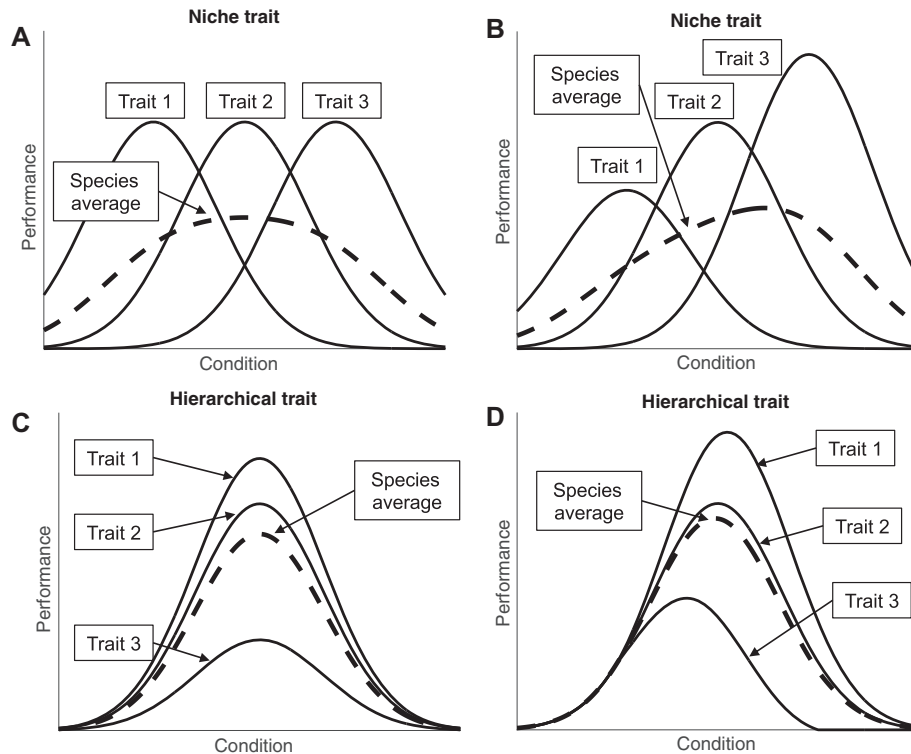 A
Niche trait
Trait 1
Trait 2
Trait 3
Species
average
Performance
Condition
B
Niche trait
Trait 3
Species
average
Trait 2
Trait 1
Performance
Condition
C
Hierarchical trait
Trait 1
Species
average
Trait 2
Trait 3
Performance
Condition
D
Hierarchical trait
Trait 1
Species
average
Trait 2
Trait 3
Performance
Condition